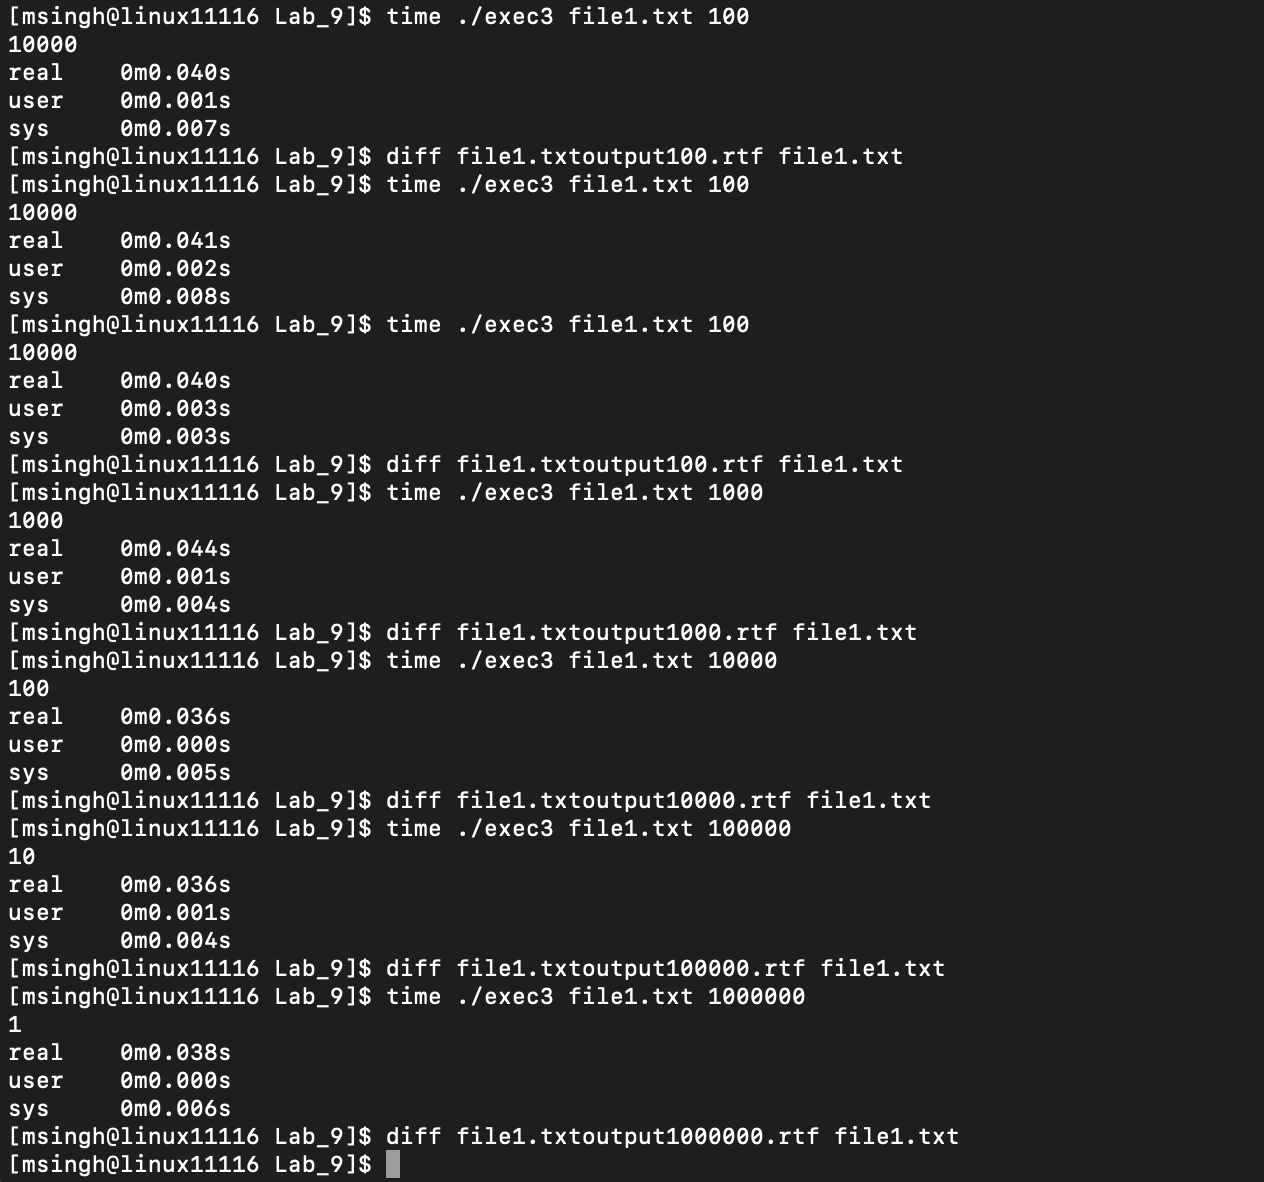 [msingh@linux11116 Lab_9]$ time ./exec3 file1.txt 100
10000
real    0m0.040s
user    0m0.001s
sys     0m0.007s
[msingh@linux11116 Lab_9]$ diff file1.txtoutput100.rtf file1.txt
[msingh@linux11116 Lab_9]$ time ./exec3 file1.txt 100
10000
real    0m0.041s
user    0m0.002s
sys     0m0.008s
[msingh@linux11116 Lab_9]$ time ./exec3 file1.txt 100
10000
real    0m0.040s
user    0m0.003s
sys     0m0.003s
[msingh@linux11116 Lab_9]$ diff file1.txtoutput100.rtf file1.txt
[msingh@linux11116 Lab_9]$ time ./exec3 file1.txt 1000
1000
real    0m0.044s
user    0m0.001s
sys     0m0.004s
[msingh@linux11116 Lab_9]$ diff file1.txtoutput1000.rtf file1.txt
[msingh@linux11116 Lab_9]$ time ./exec3 file1.txt 10000
100
real    0m0.036s
user    0m0.000s
sys     0m0.005s
[msingh@linux11116 Lab_9]$ diff file1.txtoutput10000.rtf file1.txt
[msingh@linux11116 Lab_9]$ time ./exec3 file1.txt 100000
10
real    0m0.036s
user    0m0.001s
sys     0m0.004s
[msingh@linux11116 Lab_9]$ diff file1.txtoutput100000.rtf file1.txt
[msingh@linux11116 Lab_9]$ time ./exec3 file1.txt 1000000
1
real    0m0.038s
user    0m0.000s
sys     0m0.006s
[msingh@linux11116 Lab_9]$ diff file1.txtoutput1000000.rtf file1.txt
[msingh@linux11116 Lab_9]$